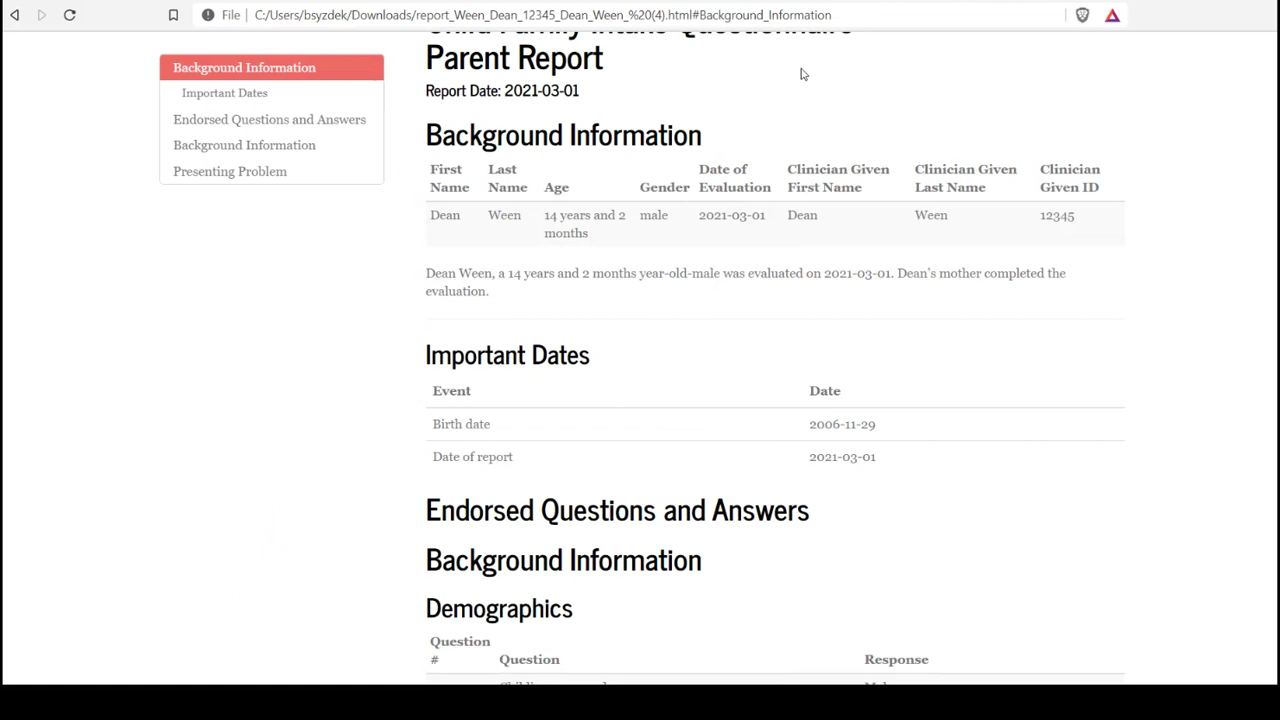 File
C:/Users/bsyzdek/Downloads/report_Ween_Dean_12345_Dean_Ween_%20(4).html#Background_Information
Background Information
Important Dates
Endorsed Questions and Answers
Background Information
Presenting Problem
Child Family Intake Questionnaire
Parent Report
Report Date: 2021-03-01
Background Information
First Name Last Name Age Gender Date of Evaluation Clinician Given First Name Clinician Given Last Name Clinician Given ID
Dean Ween 14 years and 2 months male 2021-03-01 Dean Ween 12345
Dean Ween, a 14 years and 2 months year-old-male was evaluated on 2021-03-01. Dean's mother completed the
evaluation.
Important Dates
Event Date
Birth date 2006-11-29
Date of report 2021-03-01
Endorsed Questions and Answers
Background Information
Demographics
Question # Question Response